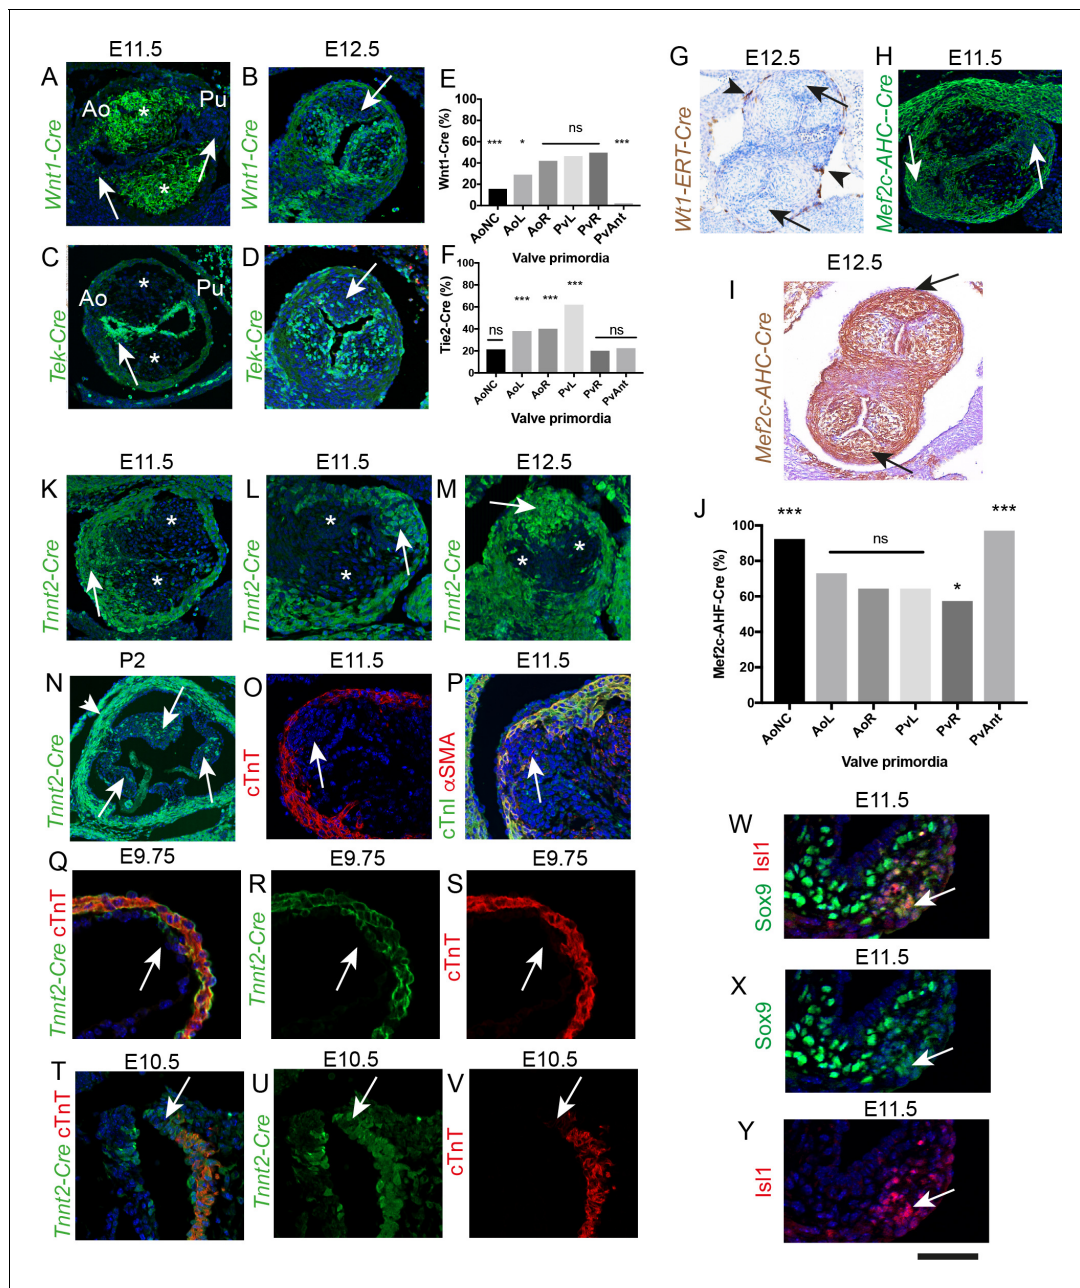 E11.5
E12.5
A
Ao
*
Pu
*
Wnt1-Cre
B
Wnt1-Cre
E
Wnt1-Cre (%)
100
80
60
40
20
0
***
*
ns
***
AoNC
AoL
AoR
PvL
PvR
PvAnt
Valve primordia
C
Ao
*
Pu
*
Tek-Cre
D
Tek-Cre
F
Tie2-Cre (%)
100
80
60
40
20
0
ns
***
***
***
ns
AoNC
AoL
AoR
PvL
PvR
PvAnt
Valve primordia
G
E12.5
Wt1-ERT-Cre
H
E11.5
Mef2c-AHC--Cre
I
E12.5
Mef2c-AHC-Cre
J
Mef2c-AHF-Cre (%)
100
80
60
40
20
0
***
ns
*
***
AoNC
AoL
AoR
PvL
PvR
PvAnt
Valve primordia
K
E11.5
*
*
Tnnt2-Cre
L
E11.5
*
*
Tnnt2-Cre
M
E12.5
*
*
Tnnt2-Cre
N
P2
Tnnt2-Cre
O
E11.5
cTnT
P
E11.5
cTnI αSMA
Q
E9.75
Tnnt2-Cre cTnT
R
E9.75
Tnnt2-Cre
S
E9.75
cTnT
T
E10.5
Tnnt2-Cre cTnT
U
E10.5
Tnnt2-Cre
V
E10.5
cTnT
W
E11.5
Sox9 Isl1
X
E11.5
Sox9
Y
E11.5
Isl1